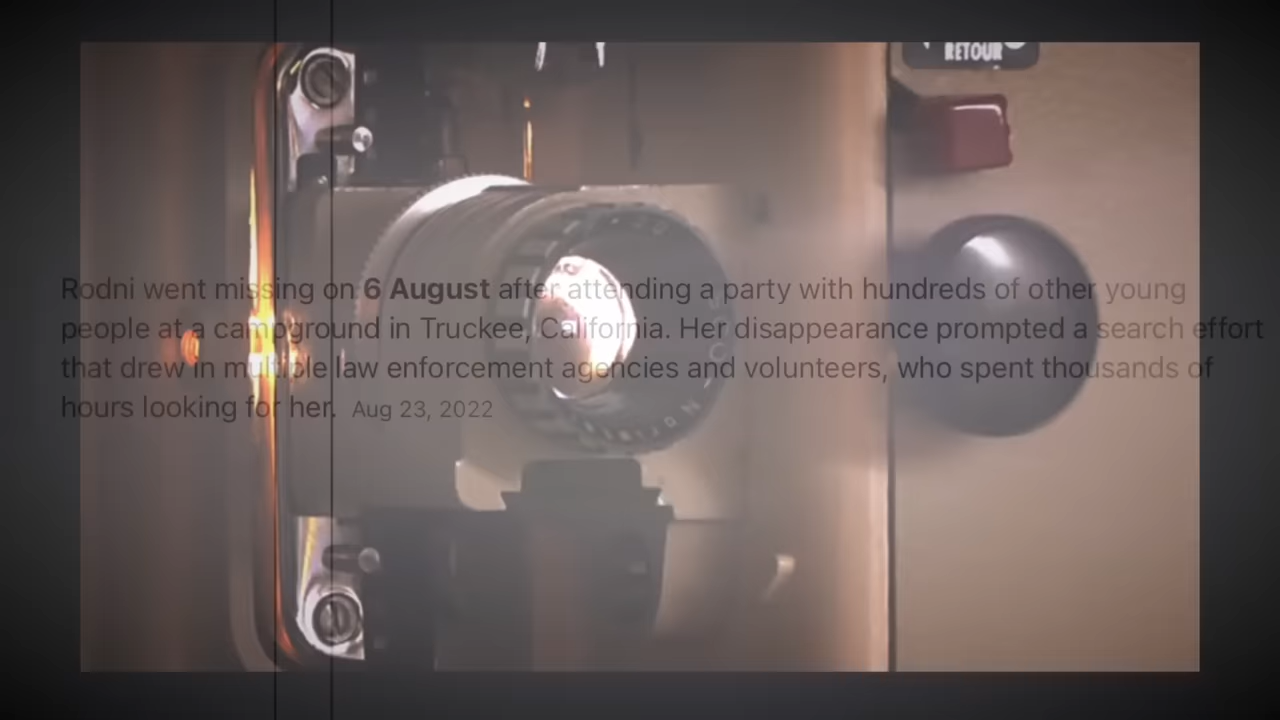 RETOUR
Rodni went missing on 6 August after attending a party with hundreds of other young
people at a campground in Truckee, California. Her disappearance prompted a search effort
that drew in multiple law enforcement agencies and volunteers, who spent thousands of
hours looking for her. Aug 23, 2022